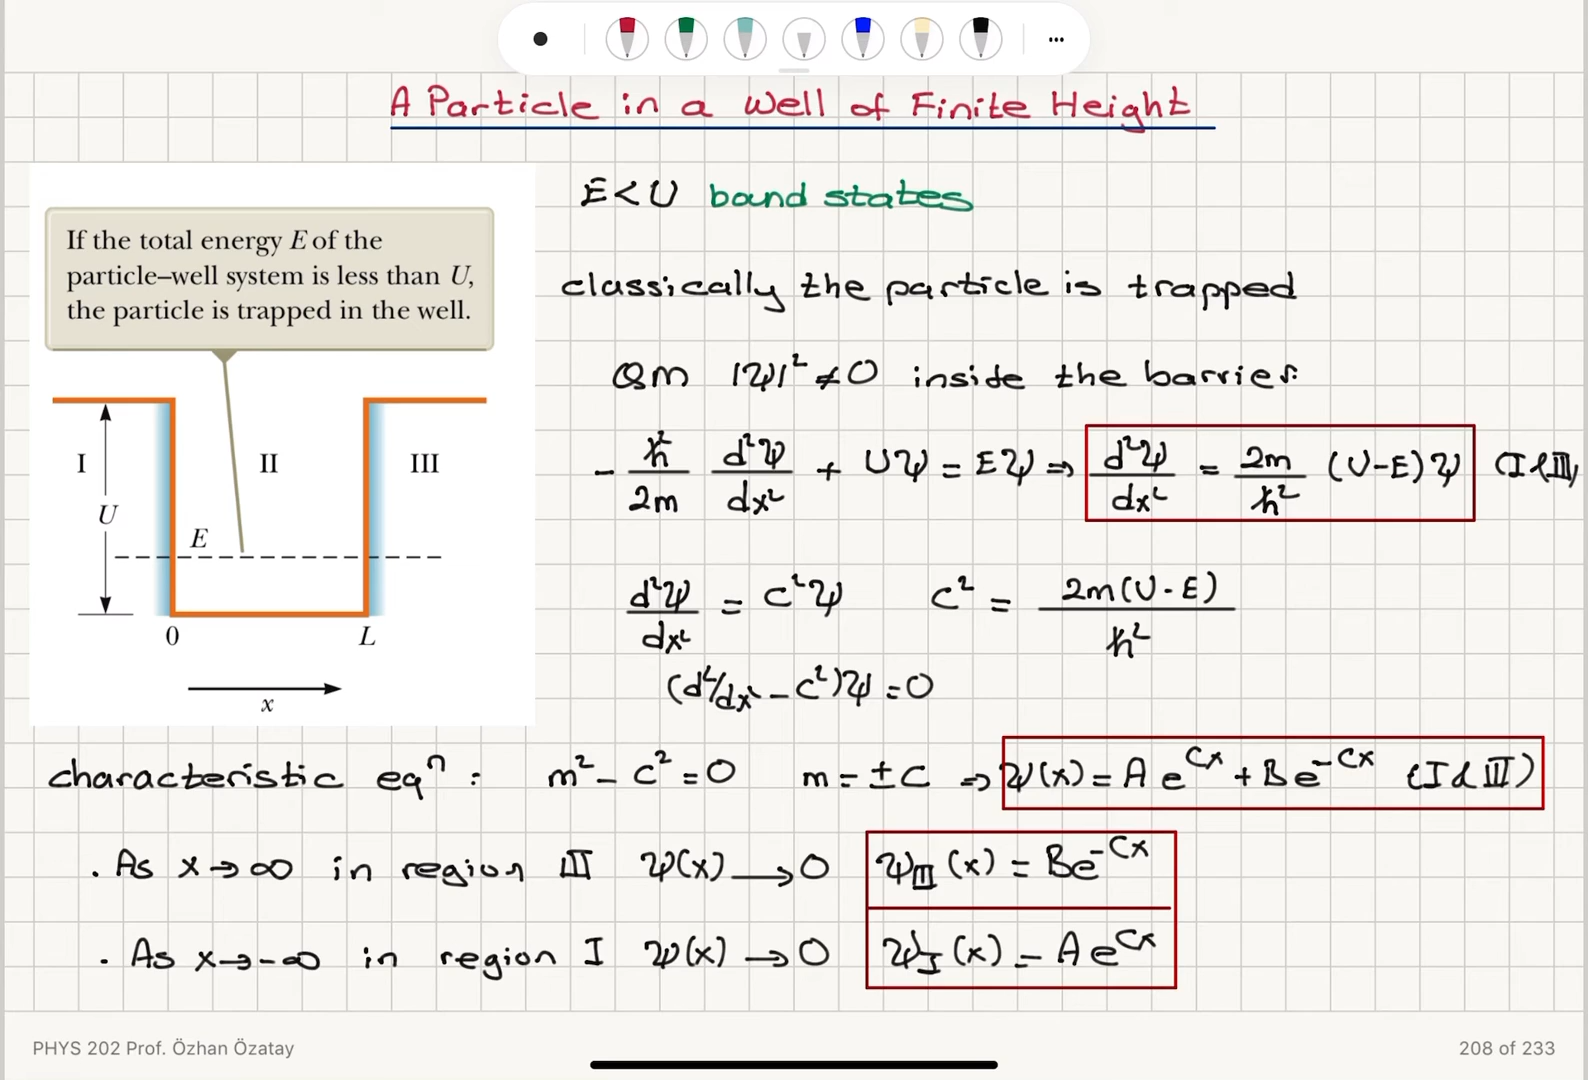 A Particle in a Well of Finite Height
If the total energy E of the
particle–well system is less than U,
the particle is trapped in the well.
I
U
E
II
III
0
L
x
E<U bound states
classically the particle is trapped
QM |ψ|² ≠ 0 inside the barrier.
- ℏ²/2m d²ψ/dx² + Uψ = Eψ ⇒ d²ψ/dx² = 2m/ℏ² (U-E)ψ (I & III)
d²ψ/dx² = C²ψ C² = 2m(U-E)/ℏ²
(d²/dx² - C²)ψ = 0
characteristic eqⁿ : m² - C² = 0 m = ±C ⇒ ψ(x) = A e^{Cx} + B e^{-Cx} (I & III)
. As x → ∞ in region III ψ(x) → 0 ψ_III (x) = Be^{-Cx}
. As x → -∞ in region I ψ(x) → 0 ψ_I (x) = A e^{Cx}
PHYS 202 Prof. Özhan Özatay
208 of 233